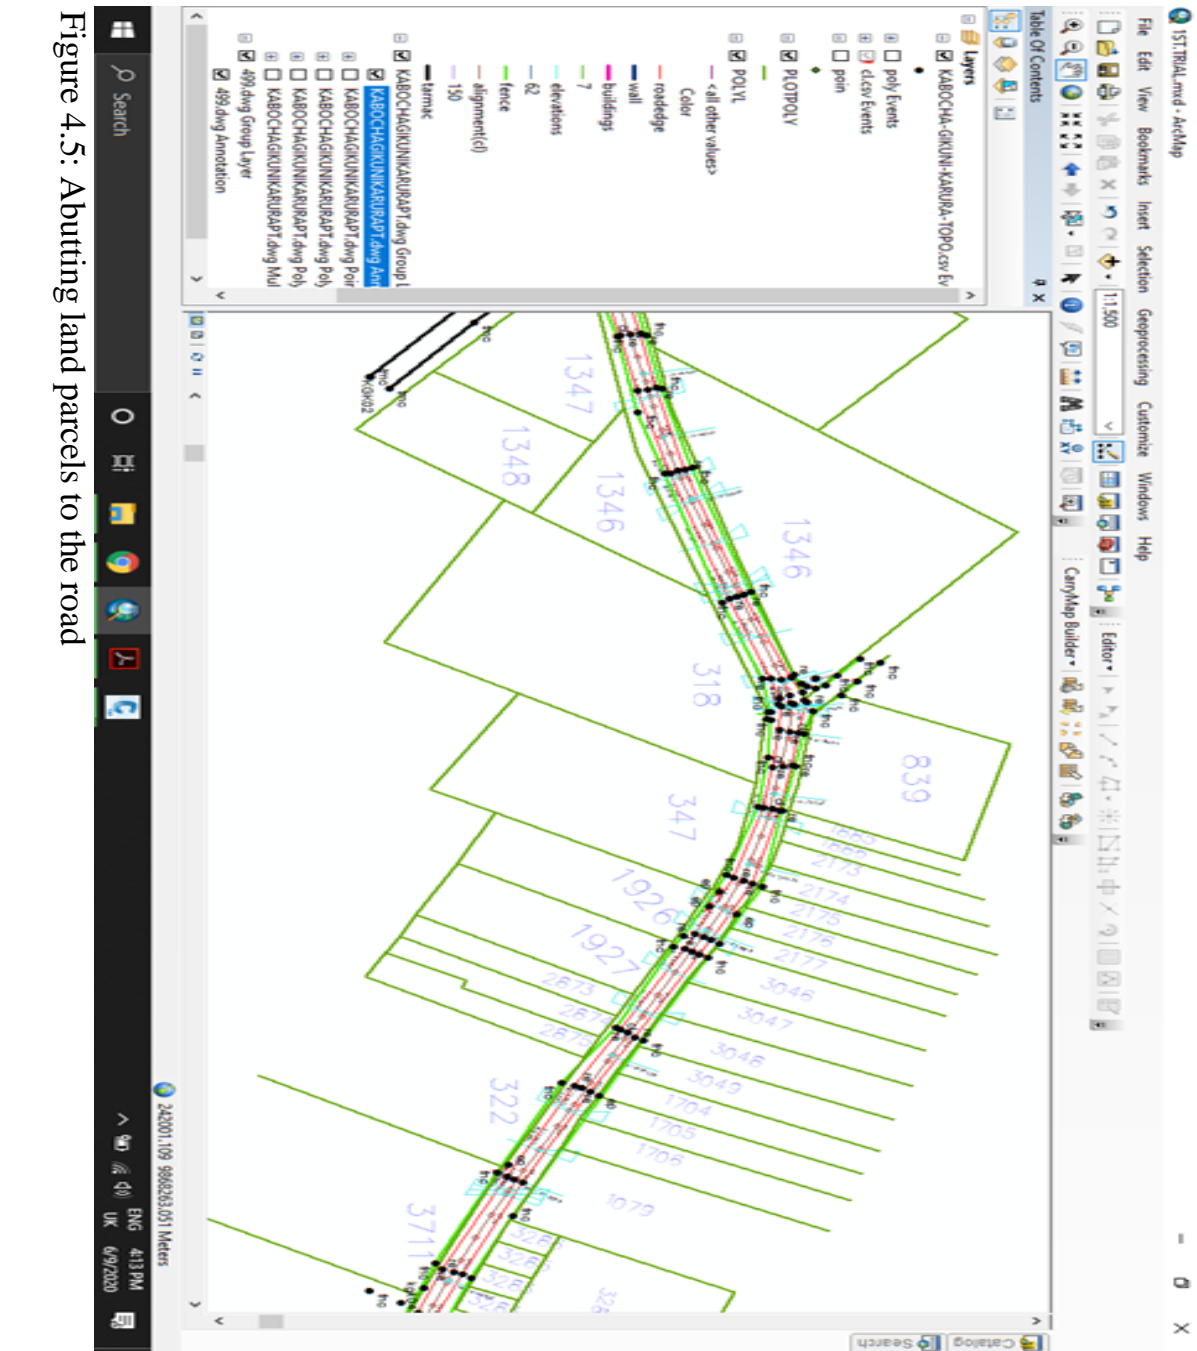 1ST.TRIAL.mxd - ArcMap
File Edit View Bookmarks Insert Selection Geoprocessing Customize Windows Help
1:1,500
Editor
CarryMap Builder
Table Of Contents
Layers
KABOCHA-GIKUNI-KARURA-TOPO.csv Ev
poly Events
cl.csv Events
poin
PLOTPOLY
POLYL
<all other values>
Color
roadedge
wall
buildings
7
elevations
62
fence
alignment(cl)
150
tarmac
KABOCHAGIKUNIKARURAPT.dwg Group L
KABOCHAGIKUNIKARURAPT.dwg Ann
KABOCHAGIKUNIKARURAPT.dwg Poin
KABOCHAGIKUNIKARURAPT.dwg Poly
KABOCHAGIKUNIKARURAPT.dwg Poly
KABOCHAGIKUNIKARURAPT.dwg Mul
499.dwg Group Layer
499.dwg Annotation
1347
1348
1346
1346
318
839
347
2173
2174
2175
2176
2177
1926
1927
3046
3047
3048
3049
2873
2874
2875
1704
1705
1706
322
1079
3711
KGK02
Catalog
Search
242001.109 9868263.051 Meters
Search
ENG
UK
4:13 PM
6/9/2020
Figure 4.5: Abutting land parcels to the road